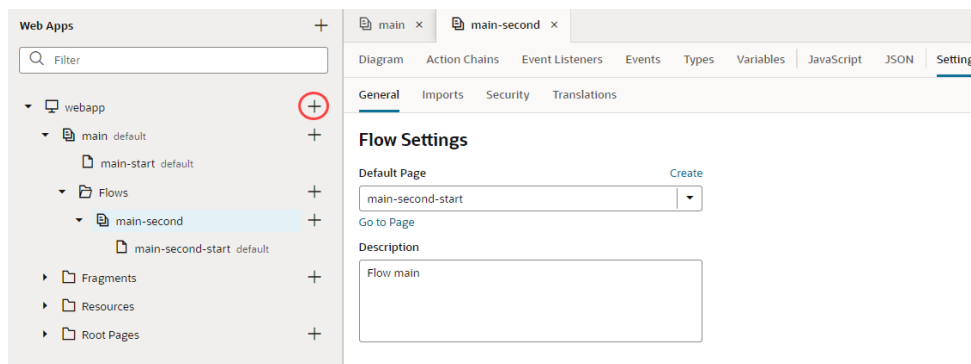 Web Apps
Filter
webapp
main default
main-start default
Flows
main-second
main-second-start default
Fragments
Resources
Root Pages
main ×
main-second ×
Diagram Action Chains Event Listeners Events Types Variables JavaScript JSON Setting
General Imports Security Translations
Flow Settings
Default Page Create
main-second-start
Go to Page
Description
Flow main